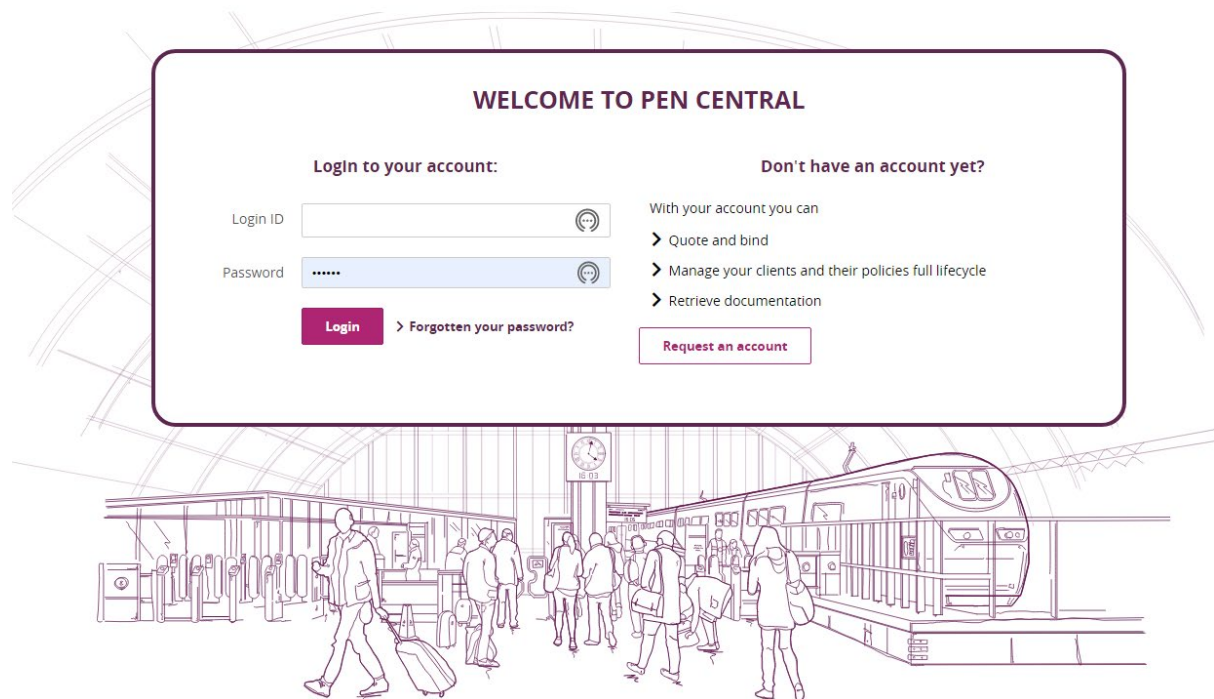 WELCOME TO PEN CENTRAL
LogIn to your account:
Login ID
Password
••••••
Login
Forgotten your password?
Don't have an account yet?
With your account you can
Quote and bind
Manage your clients and their policies full lifecycle
Retrieve documentation
Request an account
16 03